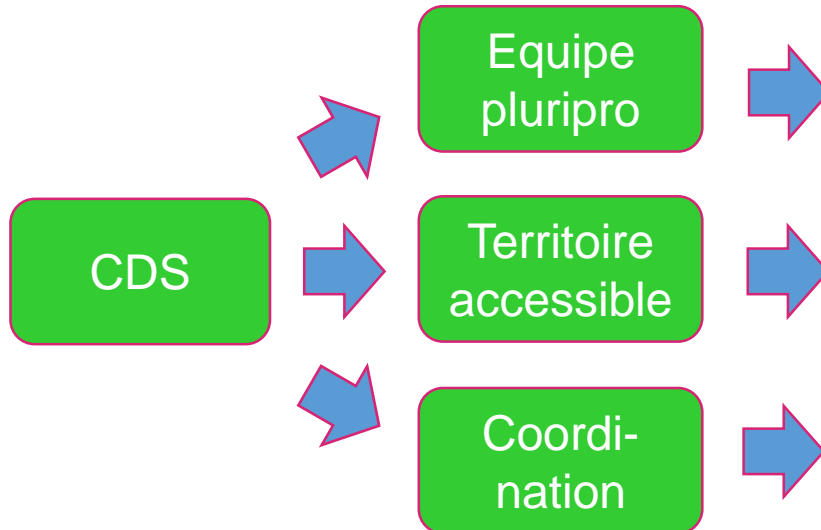 Equipe
pluripro
CDS
Territoire
accessible
Coordi-
nation